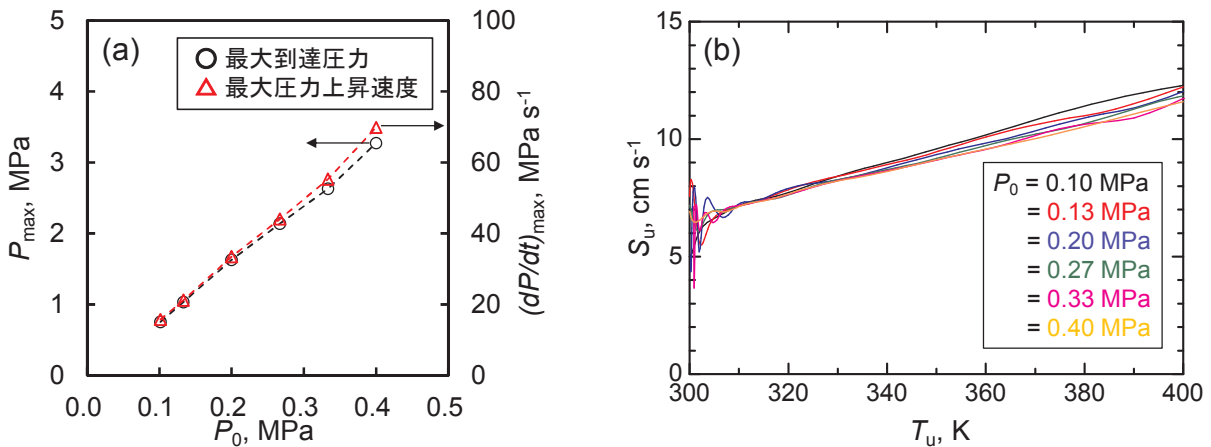 (a)
最大到達圧力
最大圧力上昇速度
5
4
3
2
1
0
P_max, MPa
100
80
60
40
20
0
(dP/dt)_max, MPa s⁻¹
0.0 0.1 0.2 0.3 0.4 0.5
P₀, MPa
(b)
15
10
5
0
S_u, cm s⁻¹
P₀ = 0.10 MPa
= 0.13 MPa
= 0.20 MPa
= 0.27 MPa
= 0.33 MPa
= 0.40 MPa
300 320 340 360 380 400
T_u, K